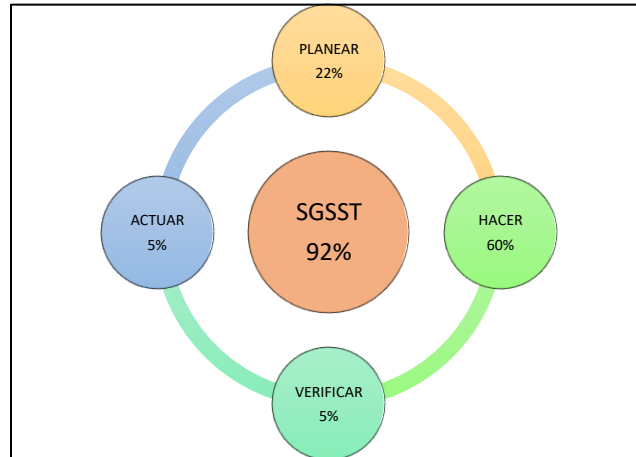 PLANEAR
22%
SGSST
92%
ACTUAR
5%
HACER
60%
VERIFICAR
5%